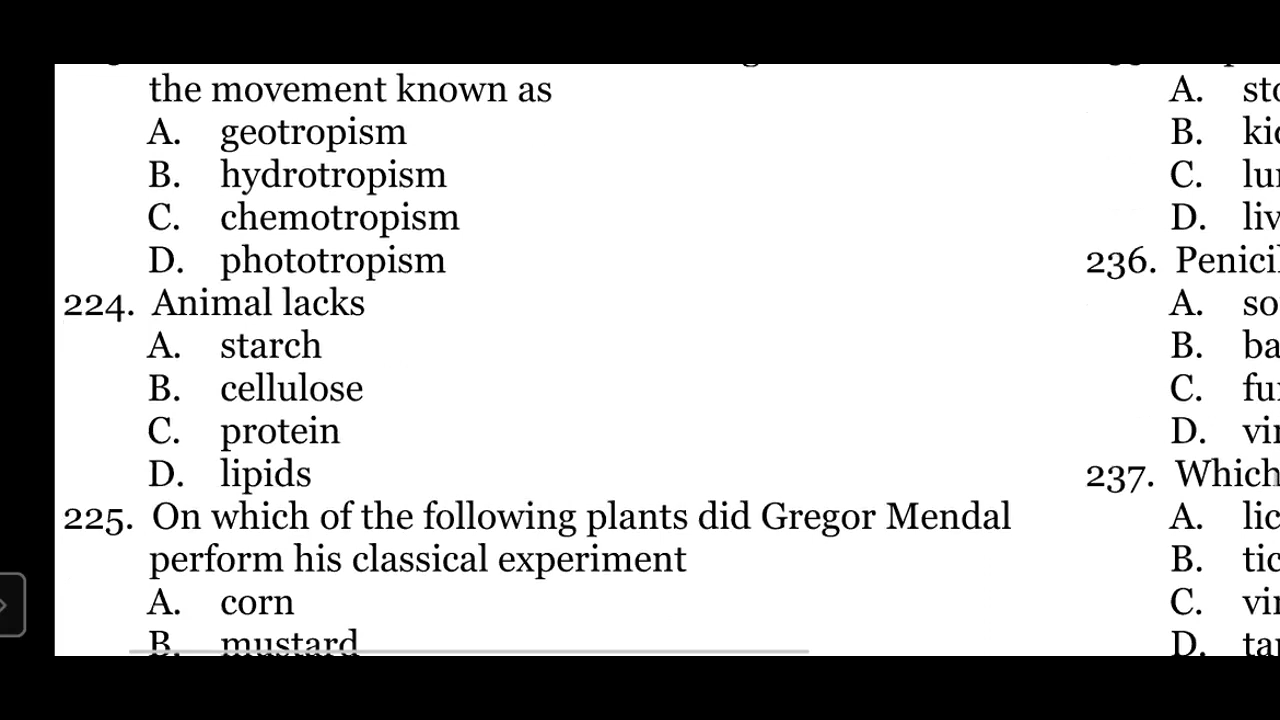 the movement known as
A. geotropism
B. hydrotropism
C. chemotropism
D. phototropism
224. Animal lacks
A. starch
B. cellulose
C. protein
D. lipids
225. On which of the following plants did Gregor Mendal
perform his classical experiment
A. corn
B. mustard
A.
B.
C.
D.
236.
A.
B.
C.
D.
237. Which
A.
B.
C.
D.